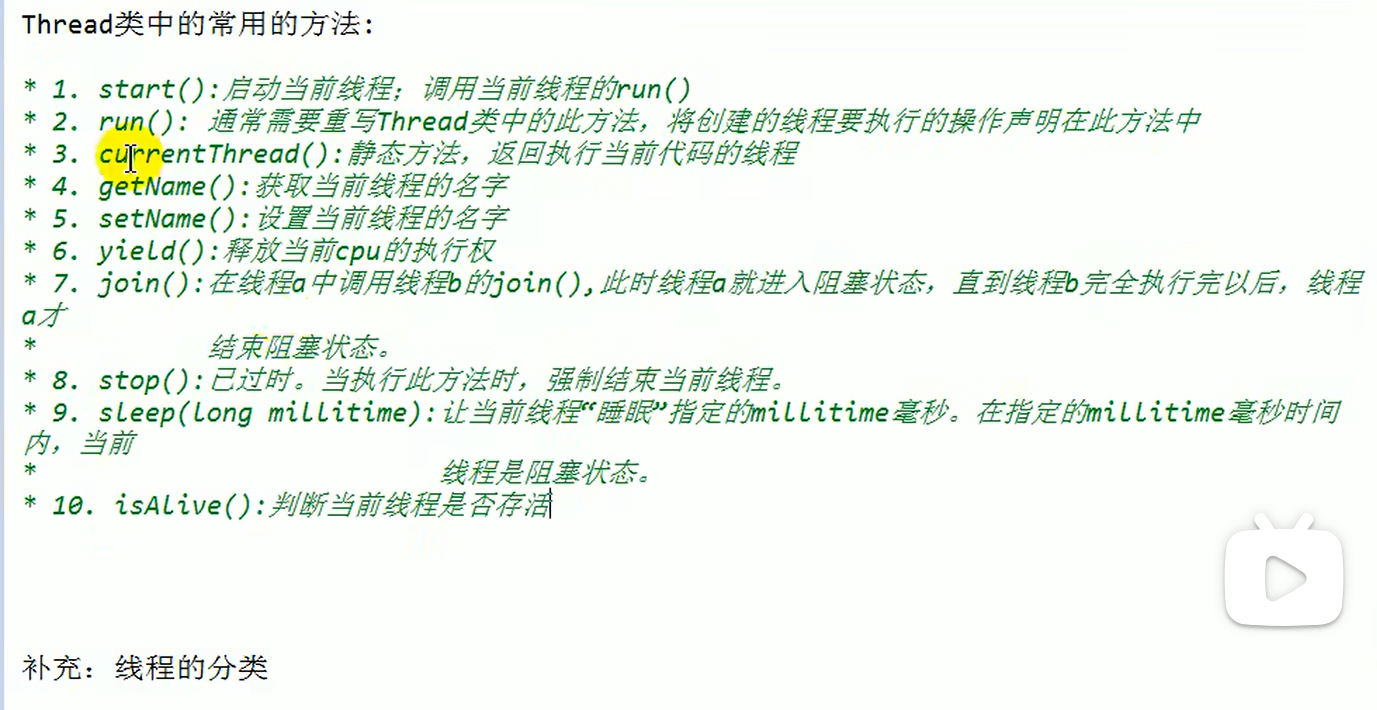 Thread类中的常用的方法:
* 1. start():启动当前线程；调用当前线程的run()
* 2. run(): 通常需要重写Thread类中的此方法，将创建的线程要执行的操作声明在此方法中
* 3. currentThread():静态方法，返回执行当前代码的线程
* 4. getName():获取当前线程的名字
* 5. setName():设置当前线程的名字
* 6. yield():释放当前cpu的执行权
* 7. join():在线程a中调用线程b的join(),此时线程a就进入阻塞状态，直到线程b完全执行完以后，线程
a才
* 结束阻塞状态。
* 8. stop():已过时。当执行此方法时，强制结束当前线程。
* 9. sleep(long millitime):让当前线程“睡眠”指定的millitime毫秒。在指定的millitime毫秒时间
内，当前
* 线程是阻塞状态。
* 10. isAlive():判断当前线程是否存活
补充：线程的分类